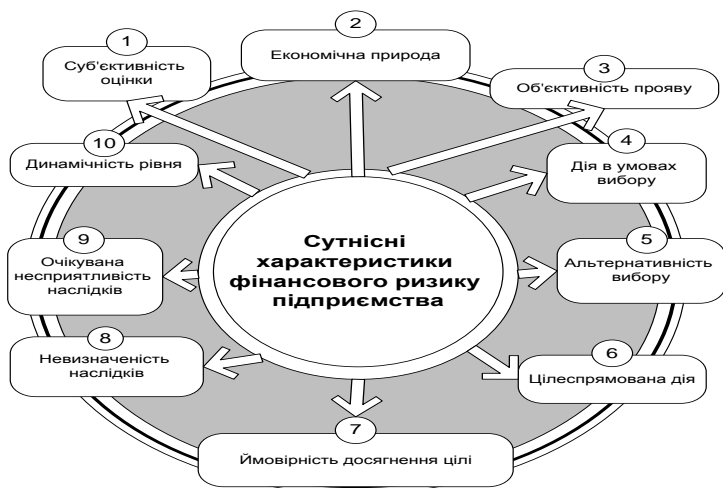 1
Суб'єктивність
оцінки
2
Економічна природа
3
Об'єктивність прояву
4
Дія в умовах
вибору
5
Альтернативність
вибору
6
Цілеспрямована дія
7
Ймовірність досягнення цілі
8
Невизначеність
наслідків
9
Очікувана
несприятливість
наслідків
10
Динамічність рівня
Сутнісні
характеристики
фінансового ризику
підприємства